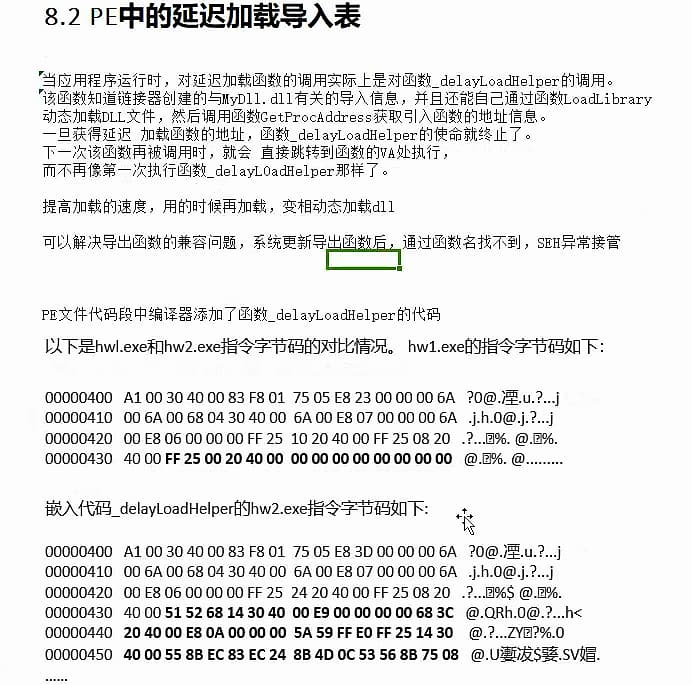 8.2 PE中的延迟加载导入表
当应用程序运行时，对延迟加载函数的调用实际上是对函数_delayLoadHelper的调用。
该函数知道链接器创建的与MyDll.dll有关的导入信息，并且还能自己通过函数LoadLibrary
动态加载DLL文件，然后调用函数GetProcAddress获取引入函数的地址信息。
一旦获得延迟 加载函数的地址，函数_delayLoadHelper的使命就终止了。
下一次该函数再被调用时，就会 直接跳转到函数的VA处执行，
而不再像第一次执行函数_delayL0adHelper那样了。
提高加载的速度，用的时候再加载，变相动态加载dll
可以解决导出函数的兼容问题，系统更新导出函数后，通过函数名找不到，SEH异常接管
PE文件代码段中编译器添加了函数_delayLoadHelper的代码
以下是hwl.exe和hw2.exe指令字节码的对比情况。 hw1.exe的指令字节码如下：
00000400 A1 00 30 40 00 83 F8 01 75 05 E8 23 00 00 00 6A ?0@.凐.u.?...j
00000410 00 6A 00 68 04 30 40 00 6A 00 E8 07 00 00 00 6A .j.h.0@.j.?...j
00000420 00 E8 06 00 00 00 FF 25 10 20 40 00 FF 25 08 20 .?...%. @.%.
00000430 40 00 FF 25 00 20 40 00 00 00 00 00 00 00 00 00 @.%. @.........
嵌入代码_delayLoadHelper的hw2.exe指令字节码如下:
00000400 A1 00 30 40 00 83 F8 01 75 05 E8 3D 00 00 00 6A ?0@.凐.u.?...j
00000410 00 6A 00 68 04 30 40 00 6A 00 E8 07 00 00 00 6A .j.h.0@.j.?...j
00000420 00 E8 06 00 00 00 FF 25 24 20 40 00 FF 25 08 20 .?...%$ @.%.
00000430 40 00 51 52 68 14 30 40 00 E9 00 00 00 00 68 3C @.QRh.0@.?...h<
00000440 20 40 00 E8 0A 00 00 00 5A 59 FF E0 FF 25 14 30 @.?...ZY?%.0
00000450 40 00 55 8B EC 83 EC 24 8B 4D 0C 53 56 8B 75 08 @.U嬱冹$婱.SV媢.
......